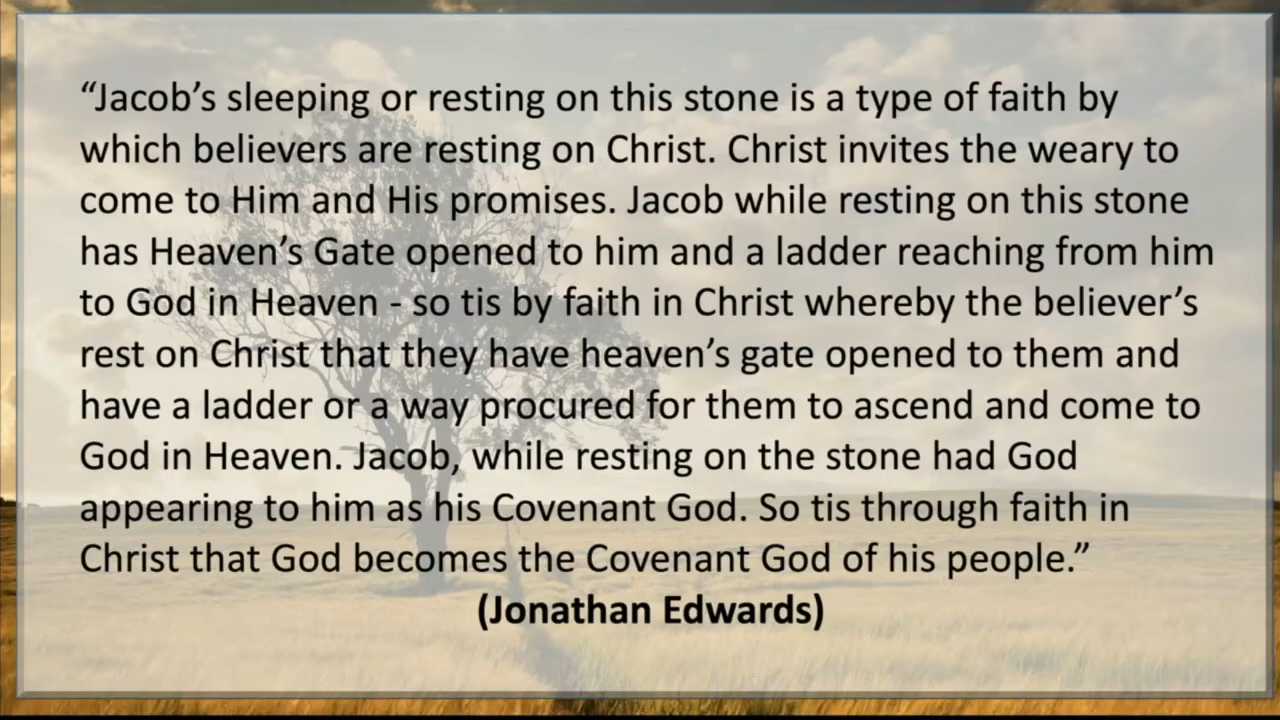 “Jacob’s sleeping or resting on this stone is a type of faith by
which believers are resting on Christ. Christ invites the weary to
come to Him and His promises. Jacob while resting on this stone
has Heaven’s Gate opened to him and a ladder reaching from him
to God in Heaven - so tis by faith in Christ whereby the believer’s
rest on Christ that they have heaven’s gate opened to them and
have a ladder or a way procured for them to ascend and come to
God in Heaven. Jacob, while resting on the stone had God
appearing to him as his Covenant God. So tis through faith in
Christ that God becomes the Covenant God of his people.”
(Jonathan Edwards)